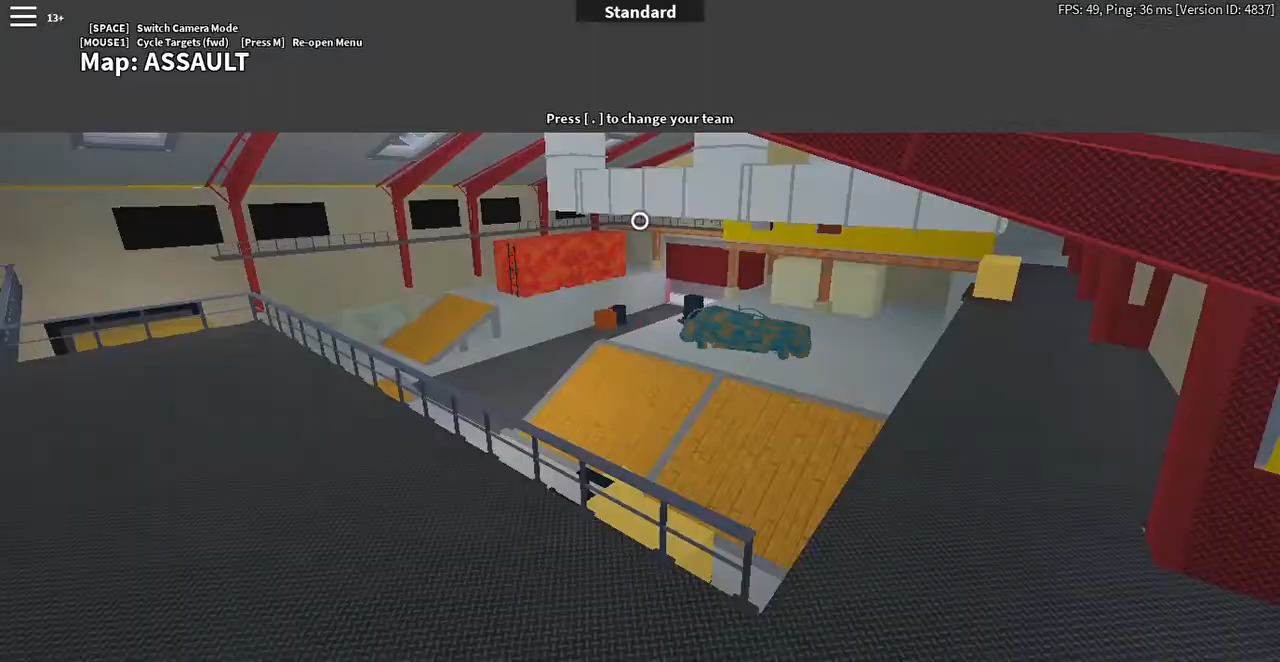 13+
Standard
FPS: 49, Ping: 36 ms [Version ID: 4837]
[SPACE] Switch Camera Mode
[MOUSE1] Cycle Targets (fwd) [Press M] Re-open Menu
Map: ASSAULT
Press [ . ] to change your team